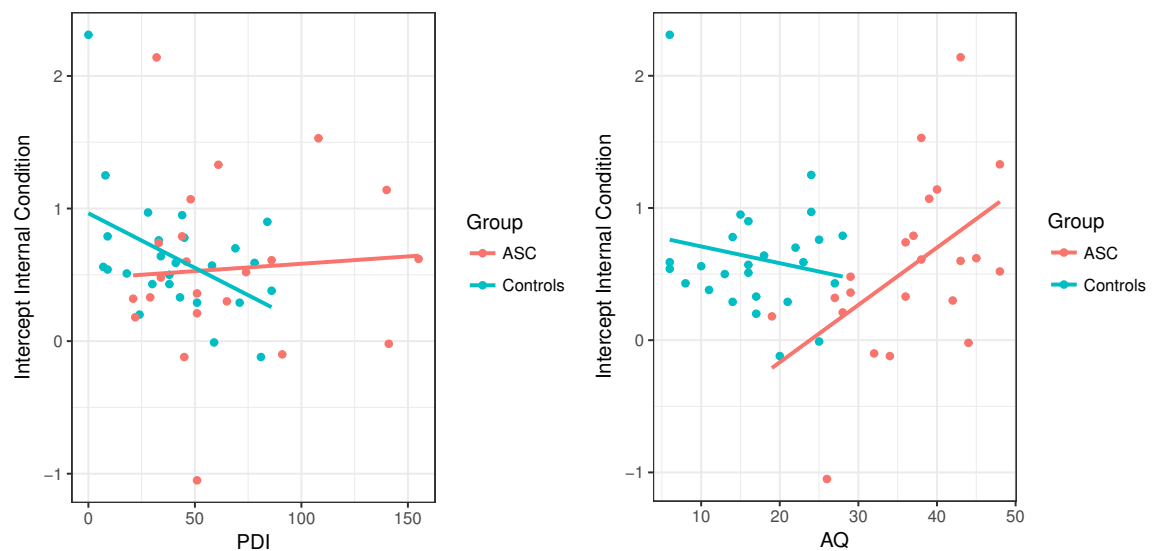 Intercept Internal Condition
2
1
0
−1
0
50
100
150
PDI
Group
ASC
Controls
Intercept Internal Condition
2
1
0
−1
10
20
30
40
50
AQ
Group
ASC
Controls